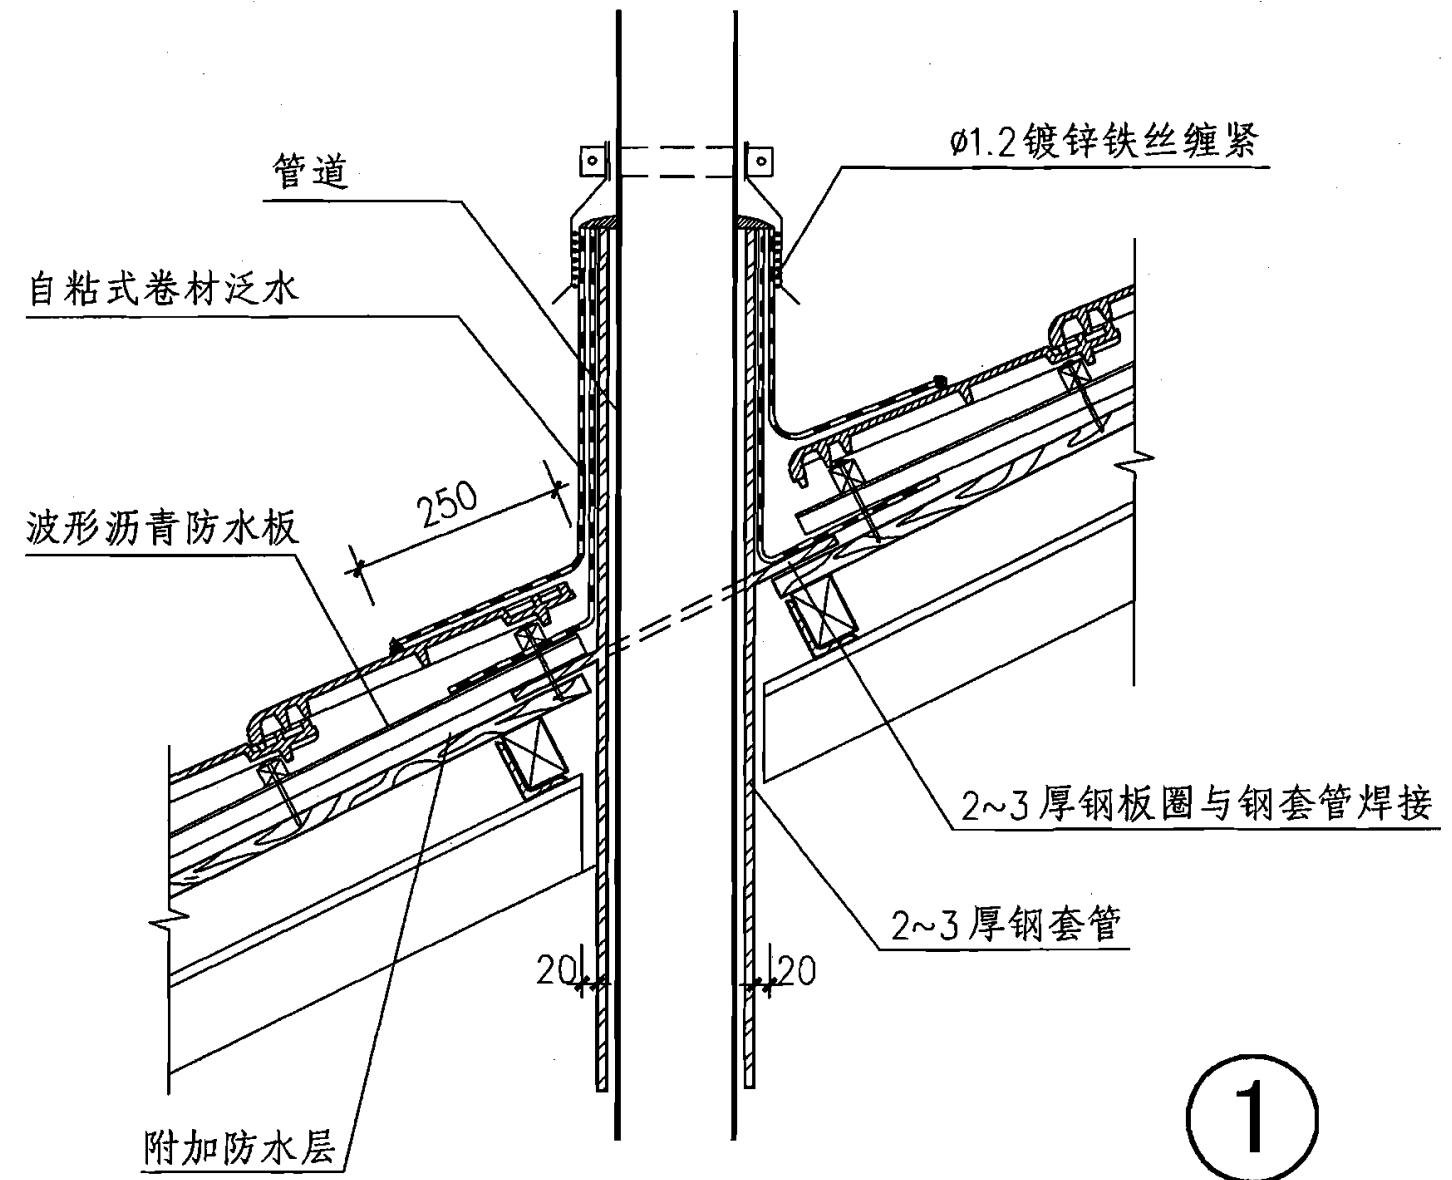 ø1.2镀锌铁丝缠紧
管道
自粘式卷材泛水
250
波形沥青防水板
2~3厚钢板圈与钢套管焊接
2~3厚钢套管
20
20
附加防水层
1